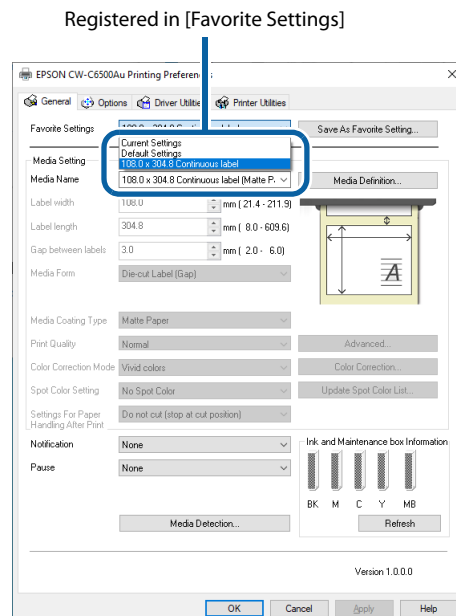 Registered in [Favorite Settings]
EPSON CW-C6500Au Printing Preferences
General Options Driver Utilities Printer Utilities
Favorite Settings Save As Favorite Setting...
Current Settings
Default Settings
108.0 x 304.8 Continuous label
Media Setting
Media Name 108.0 x 304.8 Continuous label (Matte P Media Definition...
Label width 108.0 mm ( 21.4 - 211.9)
Label length 304.8 mm ( 8.0 - 609.6)
Gap between labels 3.0 mm ( 2.0 - 6.0)
Media Form Die-cut Label (Gap)
A
Media Coating Type Matte Paper
Print Quality Normal Advanced...
Color Correction Mode Vivid colors Color Correction...
Spot Color Setting No Spot Color Update Spot Color List...
Settings For Paper Do not cut (stop at cut position)
Handling After Print
Notification None Ink and Maintenance box Information
Pause None
BK M C Y MB
Media Detection... Refresh
Version 1.0.0.0
OK Cancel Apply Help